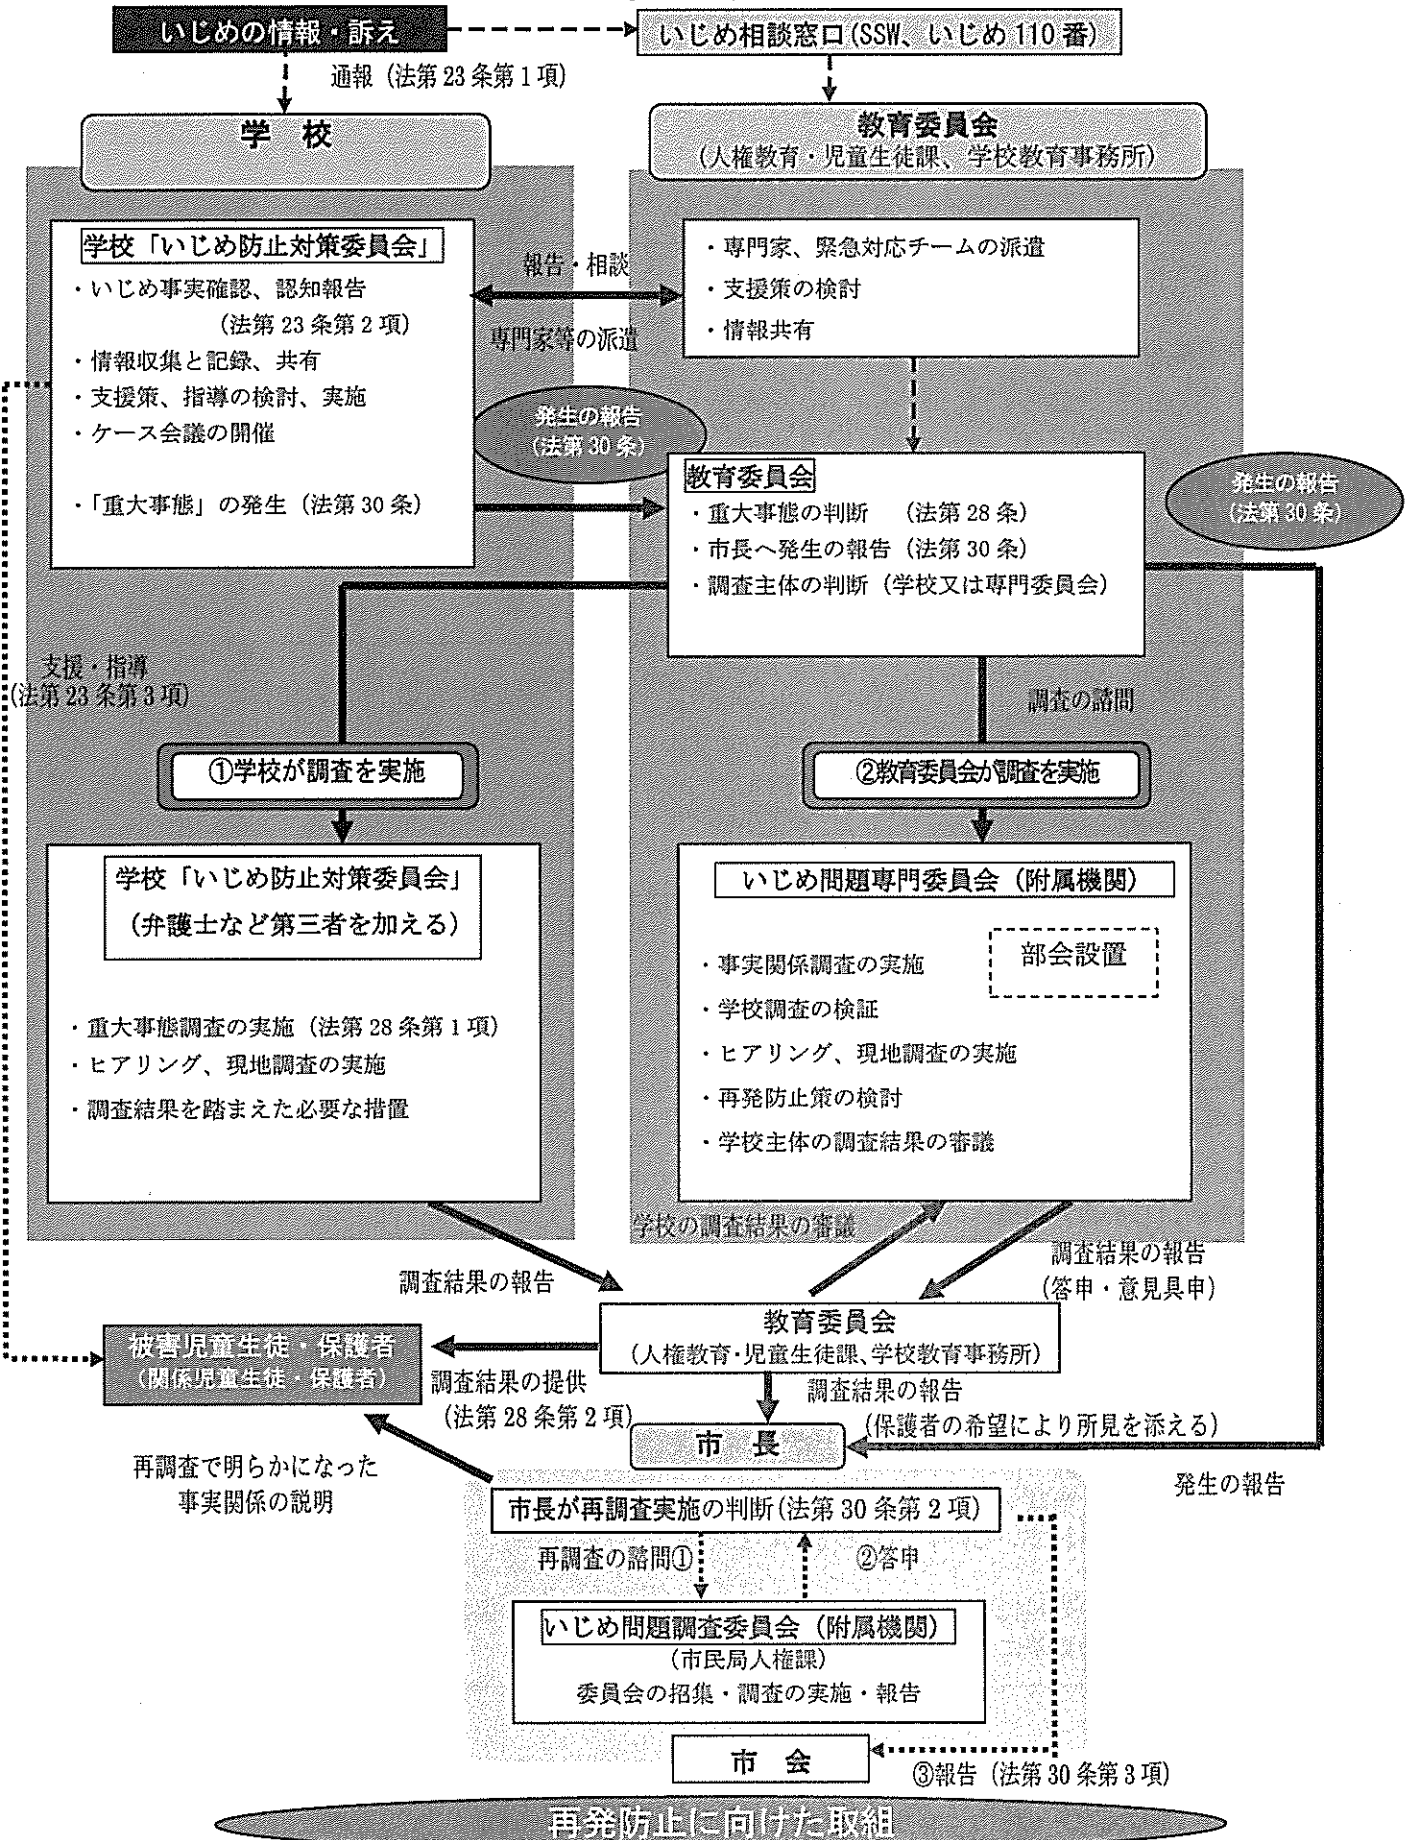 いじめの情報・訴え
いじめ相談窓口(SSW、いじめ110番)
通報（法第23条第1項）
学　校
教育委員会
（人権教育・児童生徒課、学校教育事務所）
学校「いじめ防止対策委員会」
・いじめ事実確認、認知報告
（法第23条第2項）
・情報収集と記録、共有
・支援策、指導の検討、実施
・ケース会議の開催
・「重大事態」の発生（法第30条）
報告・相談
専門家等の派遣
・専門家、緊急対応チームの派遣
・支援策の検討
・情報共有
発生の報告
（法第30条）
教育委員会
・重大事態の判断　（法第28条）
・市長へ発生の報告（法第30条）
・調査主体の判断（学校又は専門委員会）
発生の報告
（法第30条）
支援・指導
（法第23条第3項）
調査の諮問
①学校が調査を実施
②教育委員会が調査を実施
学校「いじめ防止対策委員会」
（弁護士など第三者を加える）
・重大事態調査の実施（法第28条第1項）
・ヒアリング、現地調査の実施
・調査結果を踏まえた必要な措置
いじめ問題専門委員会（附属機関）
部会設置
・事実関係調査の実施
・学校調査の検証
・ヒアリング、現地調査の実施
・再発防止策の検討
・学校主体の調査結果の審議
学校の調査結果の審議
調査結果の報告
調査結果の報告
（答申・意見具申）
教育委員会
（人権教育・児童生徒課、学校教育事務所）
被害児童生徒・保護者
（関係児童生徒・保護者）
調査結果の提供
（法第28条第2項）
調査結果の報告
（保護者の希望により所見を添える）
市　長
発生の報告
再調査で明らかになった
事実関係の説明
市長が再調査実施の判断(法第30条第2項)
再調査の諮問①
②答申
いじめ問題調査委員会（附属機関）
（市民局人権課）
委員会の招集・調査の実施・報告
市　会
③報告（法第30条第3項）
再発防止に向けた取組